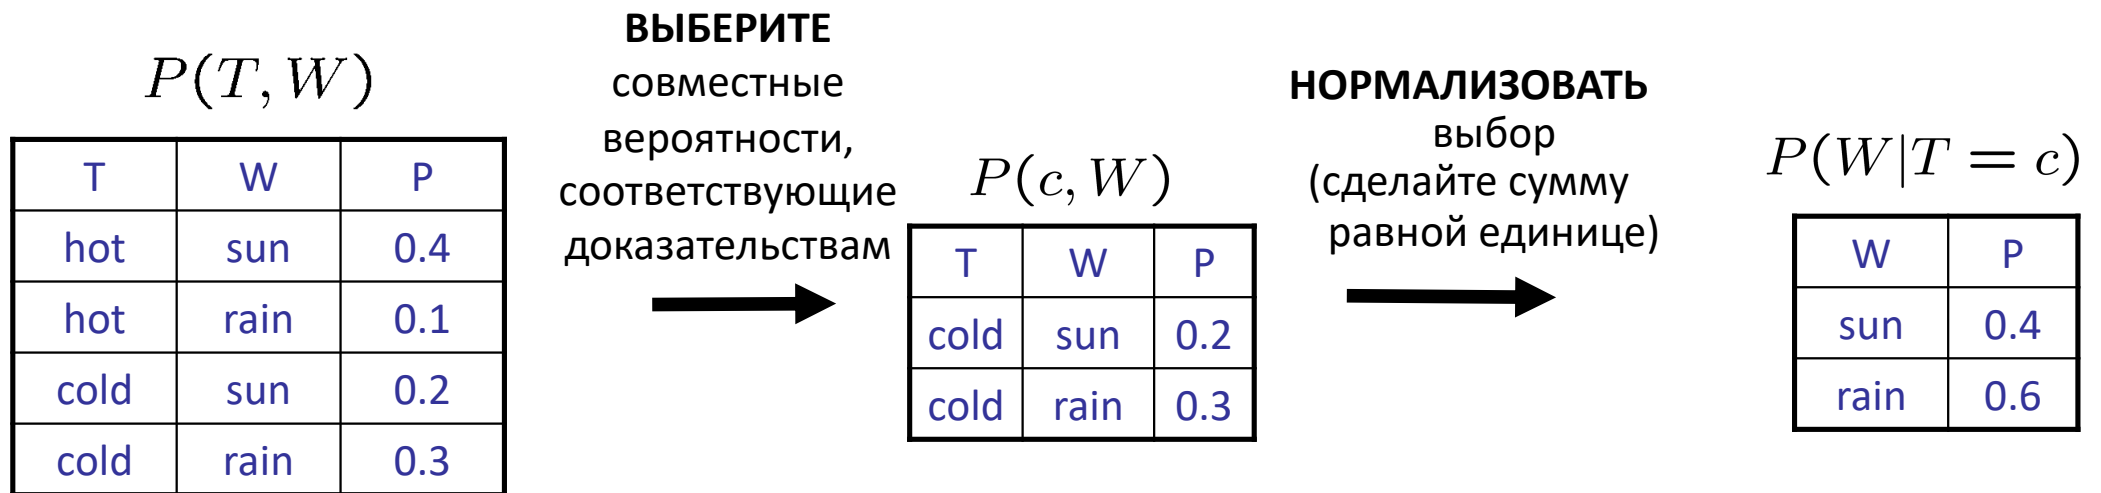 P(T, W)
T W P
hot sun 0.4
hot rain 0.1
cold sun 0.2
cold rain 0.3
ВЫБЕРИТЕ
совместные
вероятности,
соответствующие
доказательствам
P(c, W)
T W P
cold sun 0.2
cold rain 0.3
НОРМАЛИЗОВАТЬ
выбор
(сделайте сумму
равной единице)
P(W|T = c)
W P
sun 0.4
rain 0.6